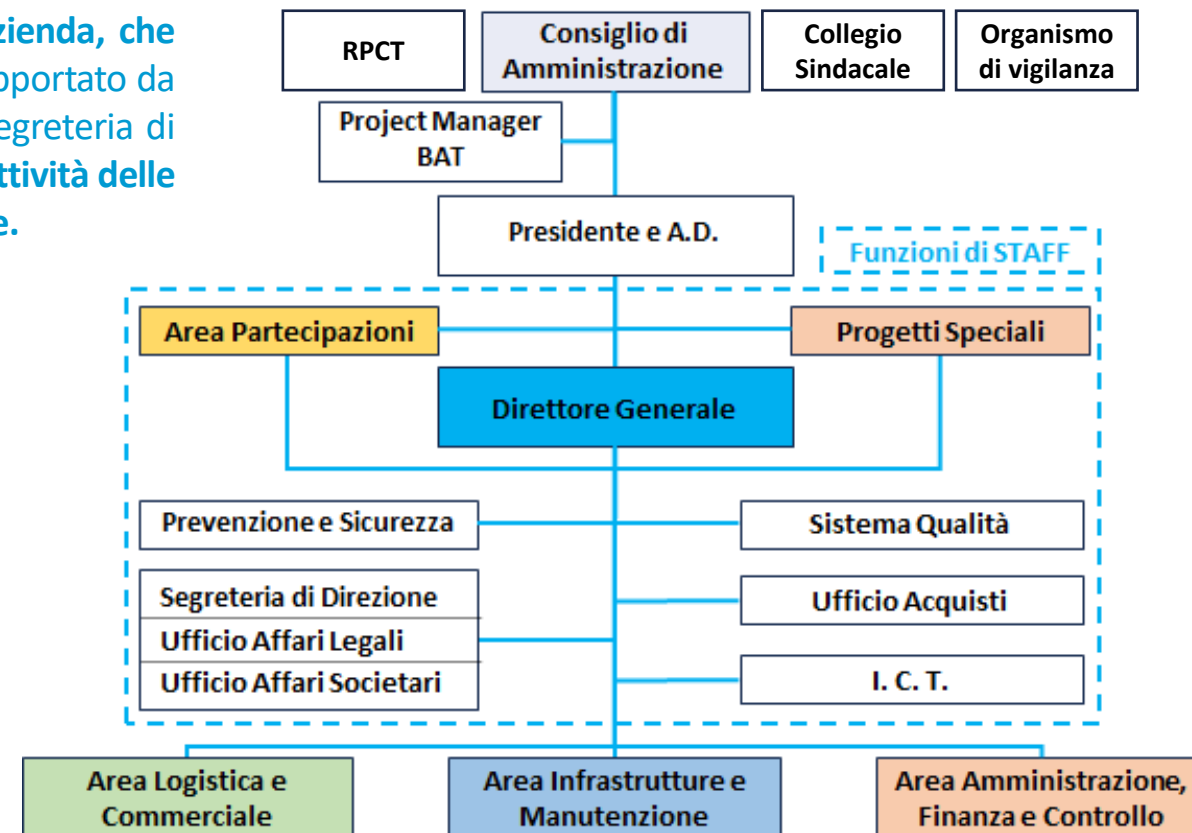 zienda, che
pportato da
egreteria di
ttività delle
e.
RPCT
Consiglio di
Amministrazione
Collegio
Sindacale
Organismo
di vigilanza
Project Manager
BAT
Presidente e A.D.
Funzioni di STAFF
Area Partecipazioni
Progetti Speciali
Direttore Generale
Prevenzione e Sicurezza
Sistema Qualità
Segreteria di Direzione
Ufficio Affari Legali
Ufficio Affari Societari
Ufficio Acquisti
I. C. T.
Area Logistica e
Commerciale
Area Infrastrutture e
Manutenzione
Area Amministrazione,
Finanza e Controllo